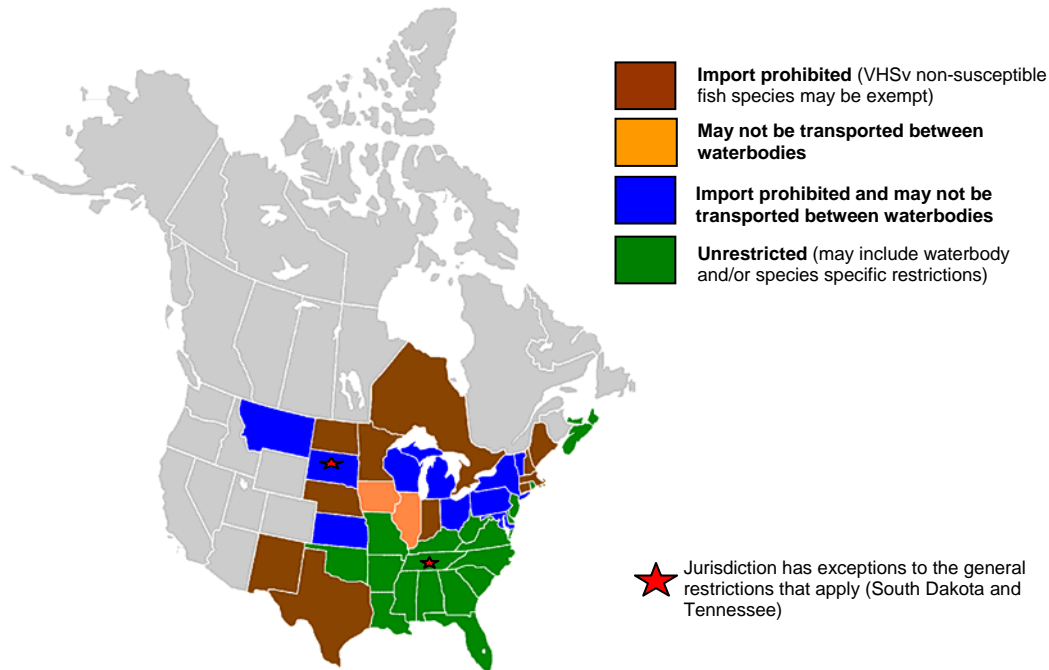 Import prohibited (VHSv non-susceptible
fish species may be exempt)
May not be transported between
waterbodies
Import prohibited and may not be
transported between waterbodies
Unrestricted (may include waterbody
and/or species specific restrictions)
Jurisdiction has exceptions to the general
restrictions that apply (South Dakota and
Tennessee)